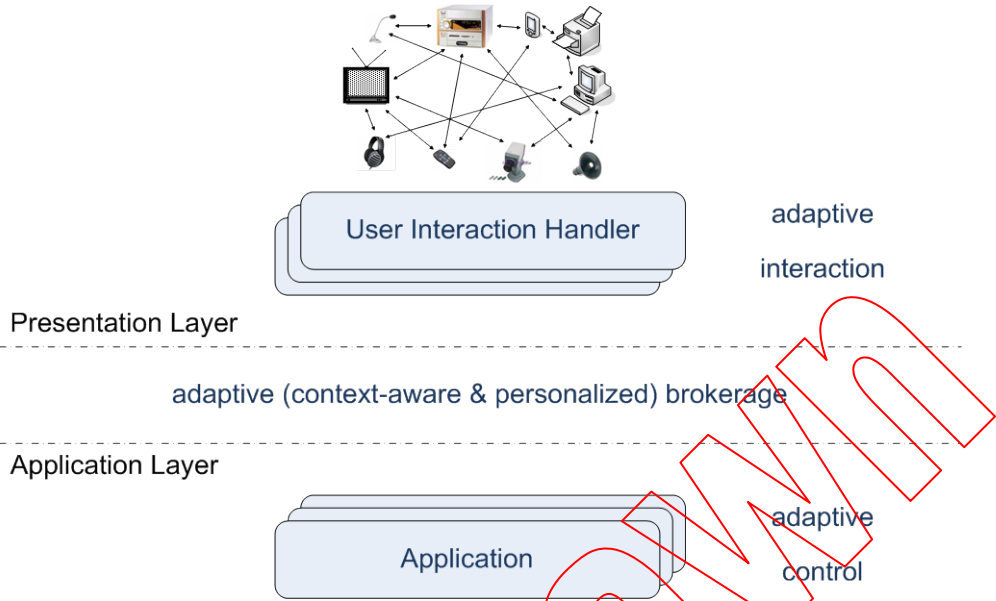 User Interaction Handler
adaptive
interaction
Presentation Layer
adaptive (context-aware & personalized) brokerage
Application Layer
adaptive
control
Application